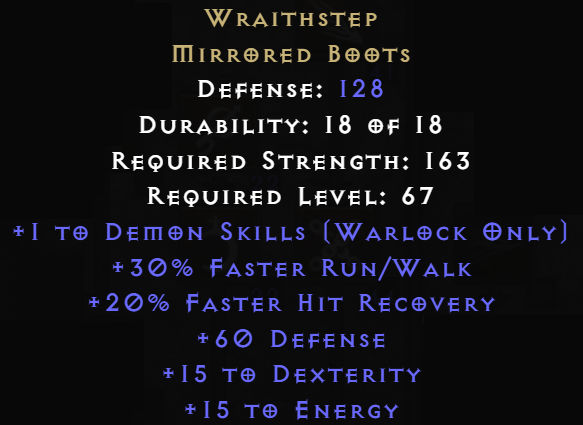 Wraithstep
Mirrored Boots
Defense: 128
Durability: 18 of 18
Required Strength: 163
Required Level: 67
+1 to Demon Skills (Warlock Only)
+30% Faster Run/Walk
+20% Faster Hit Recovery
+60 Defense
+15 to Dexterity
+15 to Energy